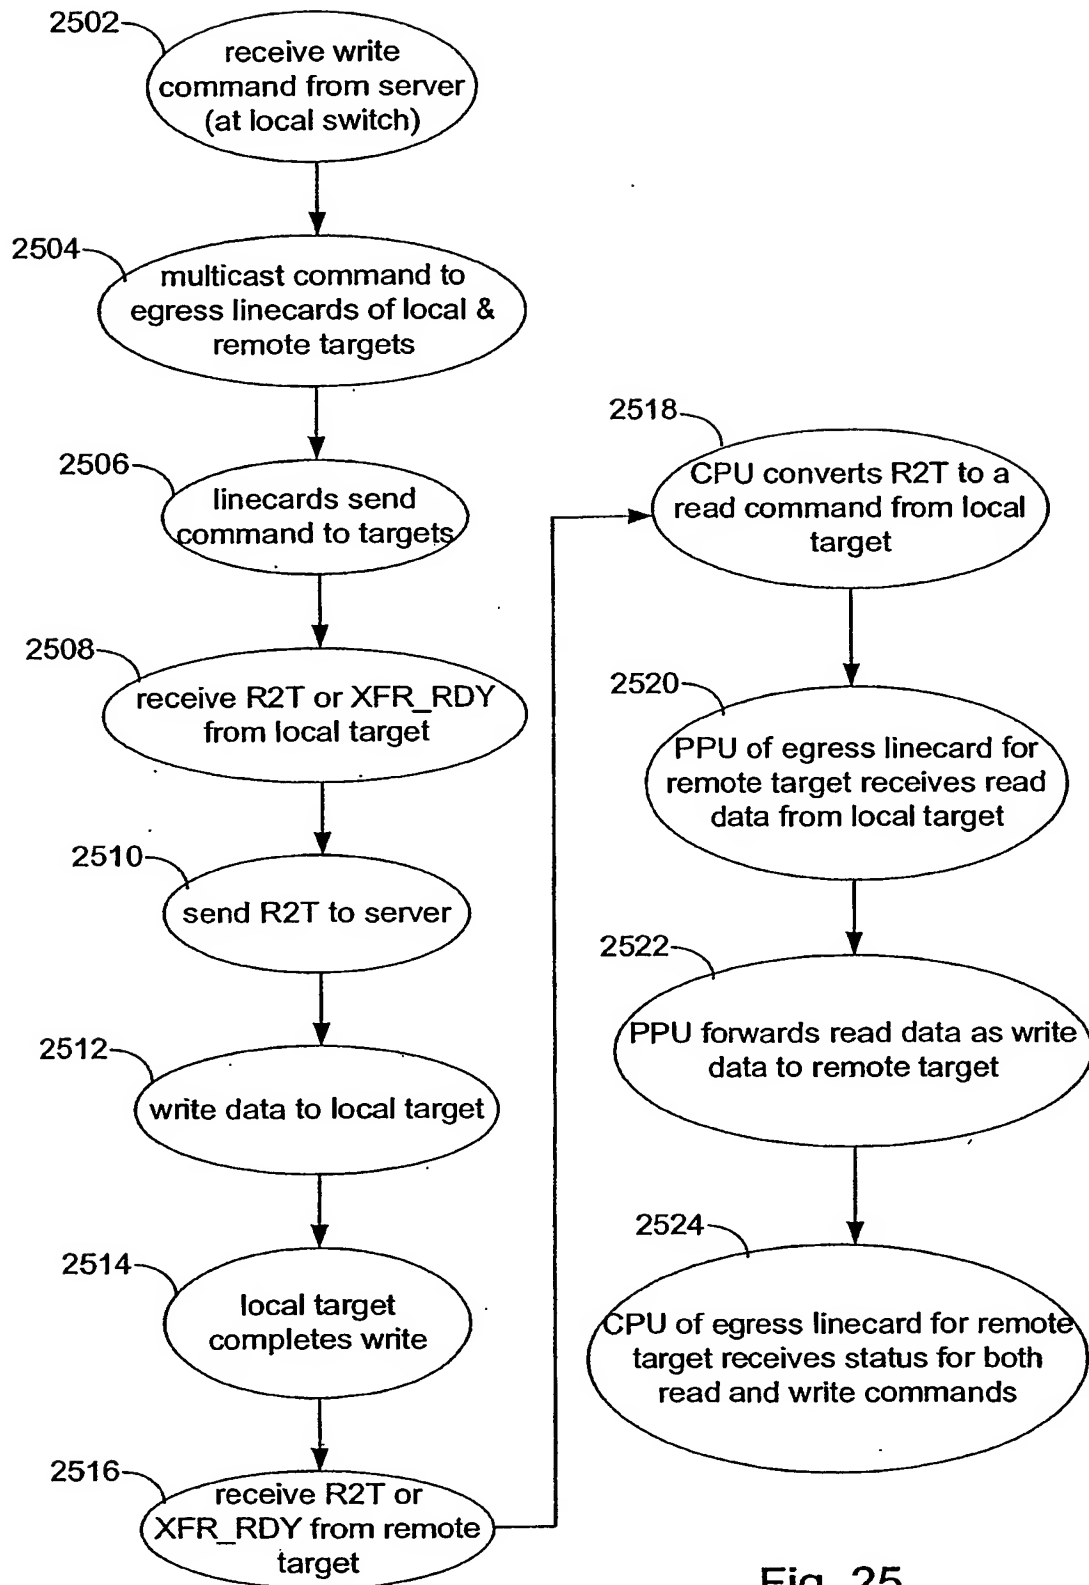 2502
receive write
command from server
(at local switch)
2504
multicast command to
egress linecards of local &
remote targets
2506
linecards send
command to targets
2508
receive R2T or XFR_RDY
from local target
2510
send R2T to server
2512
write data to local target
2514
local target
completes write
2516
receive R2T or
XFR_RDY from remote
target
2518
CPU converts R2T to a
read command from local
target
2520
PPU of egress linecard for
remote target receives read
data from local target
2522
PPU forwards read data as write
data to remote target
2524
CPU of egress linecard for remote
target receives status for both
read and write commands
Fig. 25